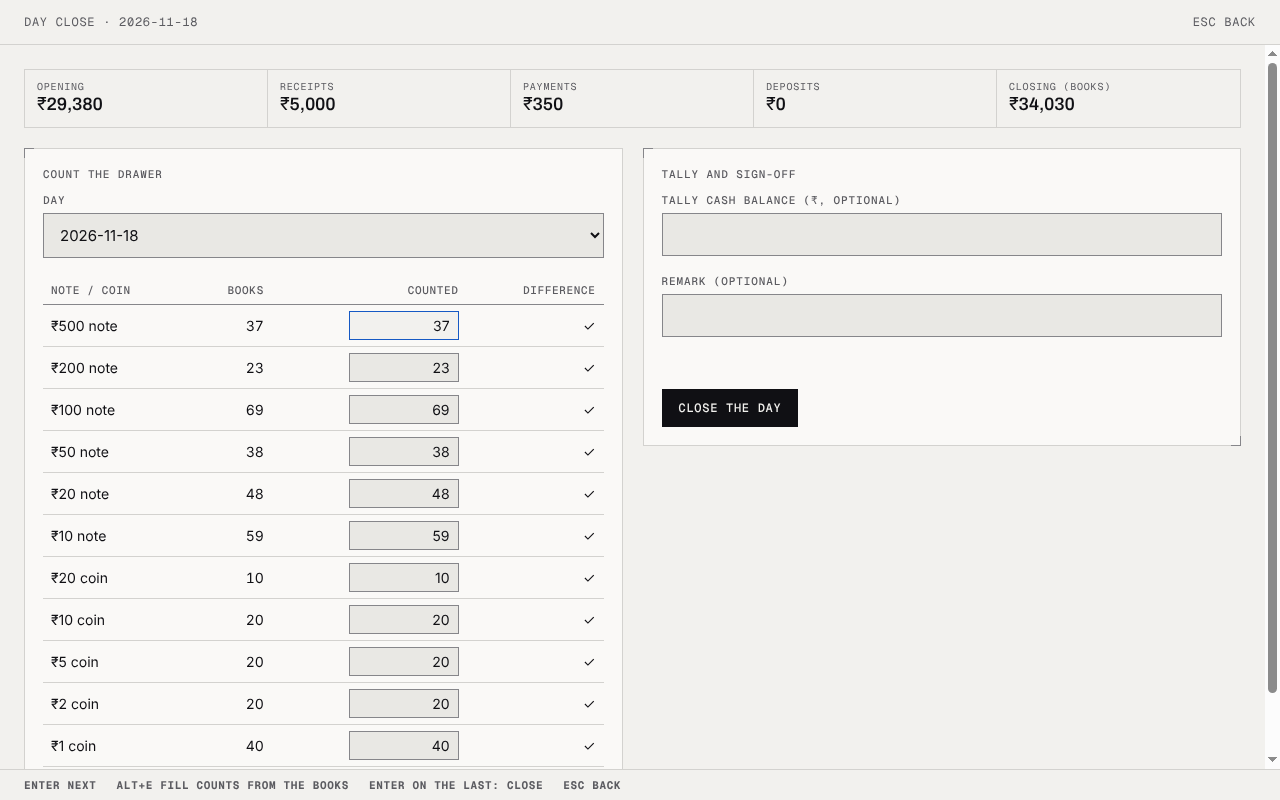 DAY CLOSE · 2026-11-18
ESC BACK
OPENING
₹29,380
RECEIPTS
₹5,000
PAYMENTS
₹350
DEPOSITS
₹0
CLOSING (BOOKS)
₹34,030
COUNT THE DRAWER
DAY
2026-11-18
NOTE / COIN BOOKS COUNTED DIFFERENCE
₹500 note 37 37 ✓
₹200 note 23 23 ✓
₹100 note 69 69 ✓
₹50 note 38 38 ✓
₹20 note 48 48 ✓
₹10 note 59 59 ✓
₹20 coin 10 10 ✓
₹10 coin 20 20 ✓
₹5 coin 20 20 ✓
₹2 coin 20 20 ✓
₹1 coin 40 40 ✓
TALLY AND SIGN-OFF
TALLY CASH BALANCE (₹, OPTIONAL)
REMARK (OPTIONAL)
CLOSE THE DAY
ENTER NEXT ALT+E FILL COUNTS FROM THE BOOKS ENTER ON THE LAST: CLOSE ESC BACK